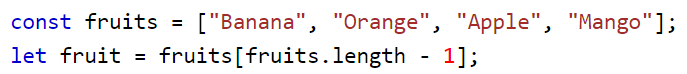 const fruits = ["Banana", "Orange", "Apple", "Mango"];
let fruit = fruits[fruits.length - 1];